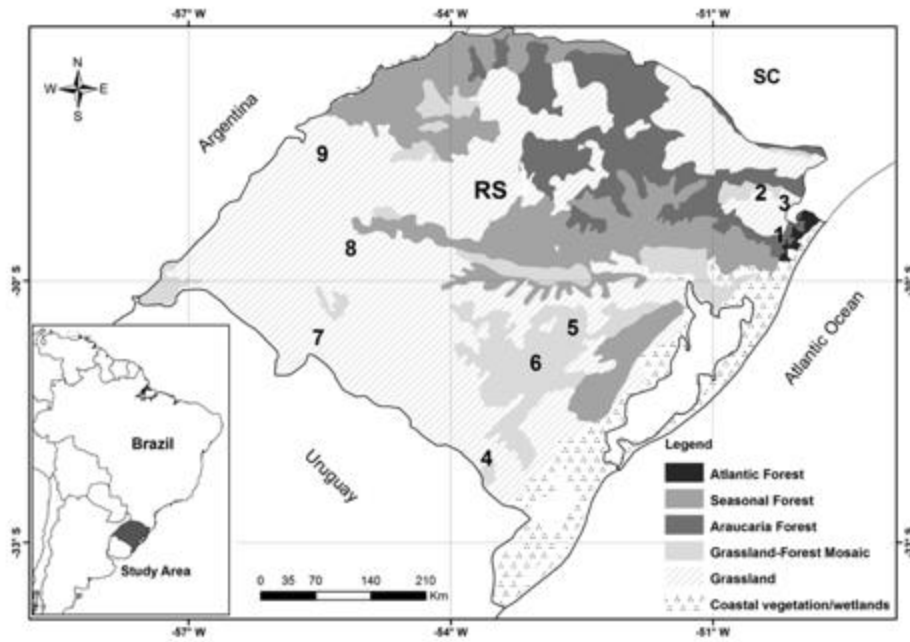 -57° W
-54° W
-51° W
N
W E
S
SC
Argentina
9
RS
2
3
1
8
-30° S
7
5
6
Atlantic Ocean
Brazil
Uruguay
4
Legend
Atlantic Forest
Seasonal Forest
Araucaria Forest
Grassland-Forest Mosaic
Grassland
Coastal vegetation/wetlands
-33° S
-33° S
Study Area
0 35 70 140 210
Km
-57° W
-54° W
-51° W